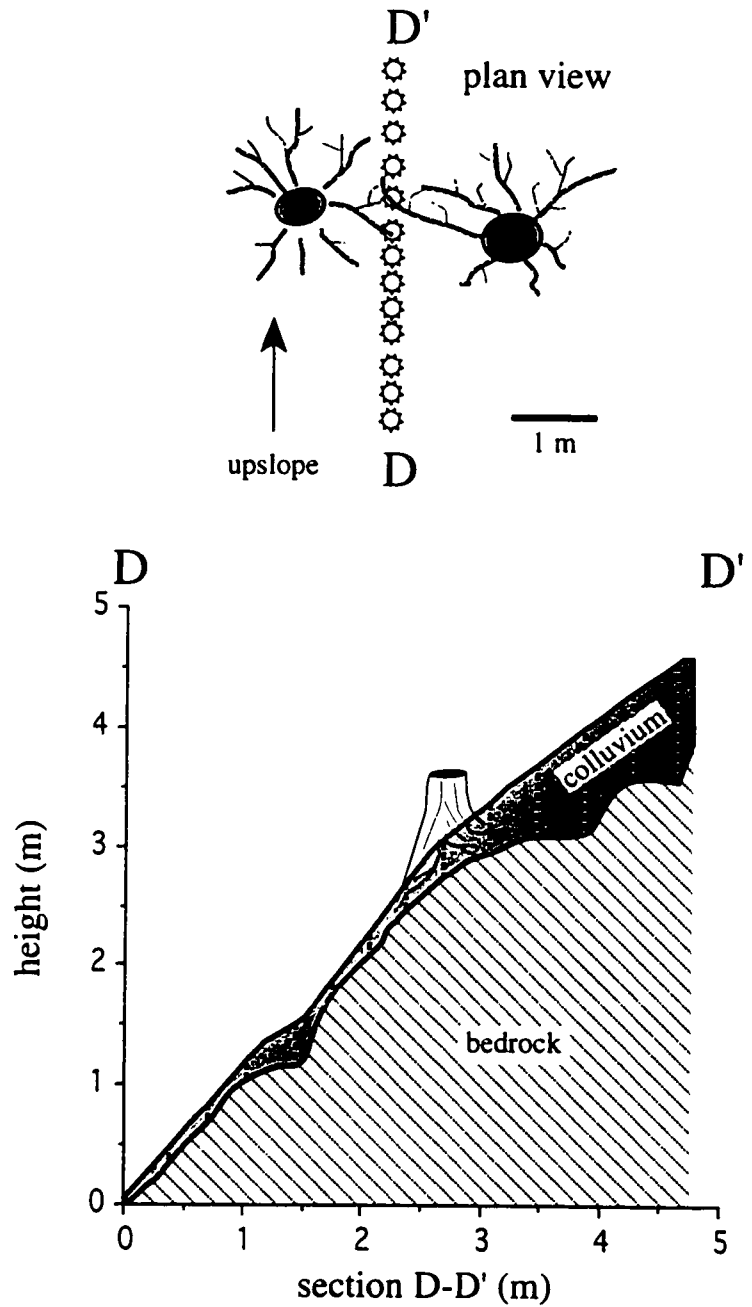 D'
plan view
upslope
1 m
D
D
D'
5
4
3
2
1
0
height (m)
colluvium
bedrock
0 1 2 3 4 5
section D-D' (m)